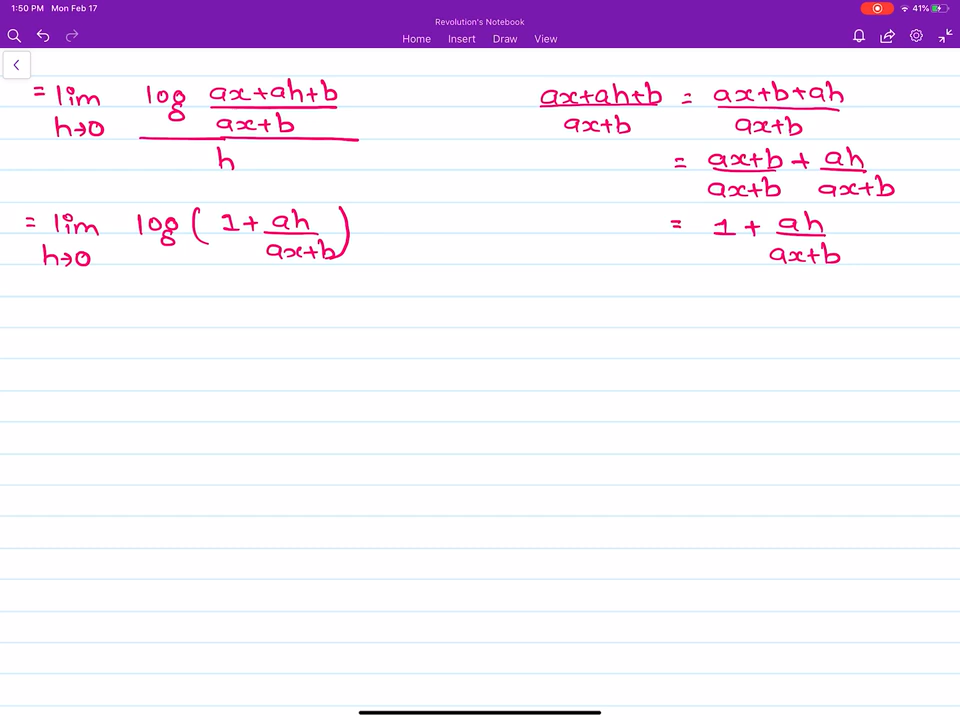 1:50 PM Mon Feb 17 41%
Revolution's Notebook
Home Insert Draw View
= lim log ax+ah+b
h→0 ax+b
h
= lim log ( 1 + ah
h→0 ax+b )
ax+ah+b = ax+b+ah
ax+b ax+b
= ax+b + ah
ax+b ax+b
= 1 + ah
ax+b